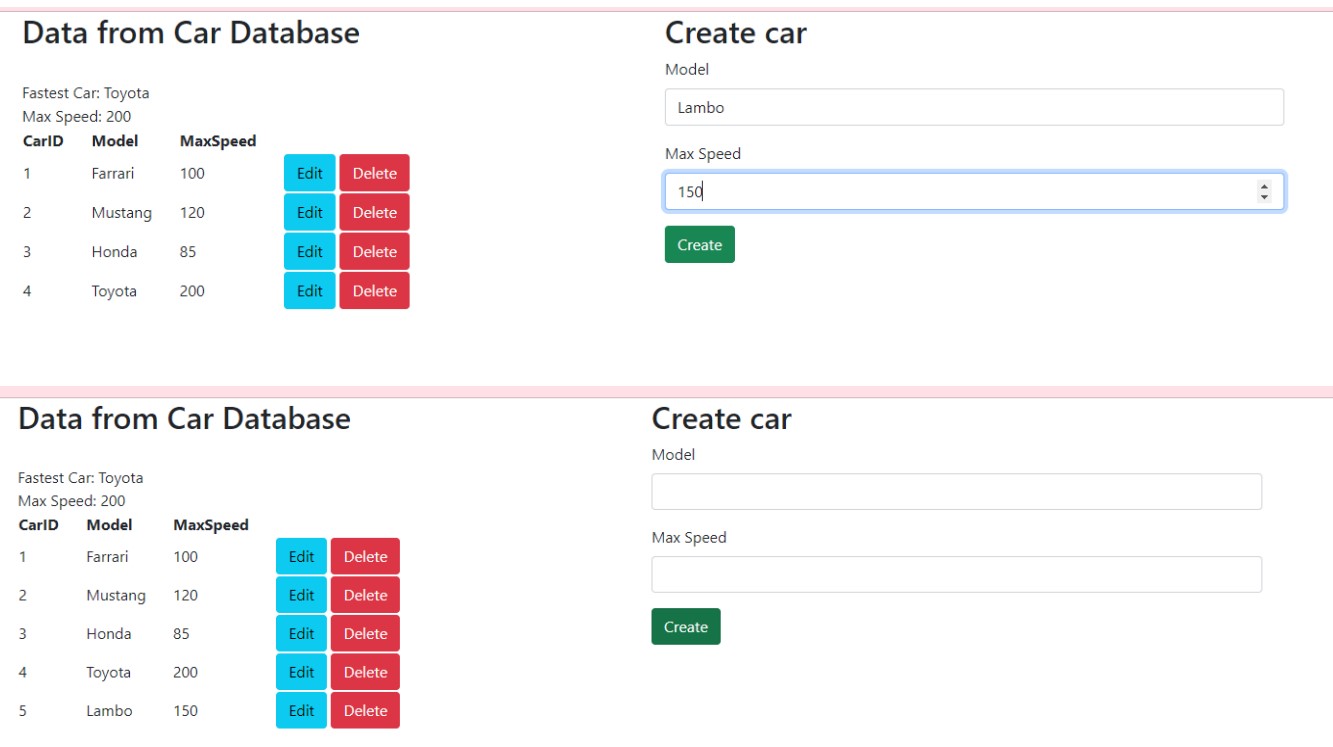 Data from Car Database
Fastest Car: Toyota
Max Speed: 200
CarID Model MaxSpeed
1 Farrari 100 Edit Delete
2 Mustang 120 Edit Delete
3 Honda 85 Edit Delete
4 Toyota 200 Edit Delete
Create car
Model
Lambo
Max Speed
150
Create
Data from Car Database
Fastest Car: Toyota
Max Speed: 200
CarID Model MaxSpeed
1 Farrari 100 Edit Delete
2 Mustang 120 Edit Delete
3 Honda 85 Edit Delete
4 Toyota 200 Edit Delete
5 Lambo 150 Edit Delete
Create car
Model
Max Speed
Create